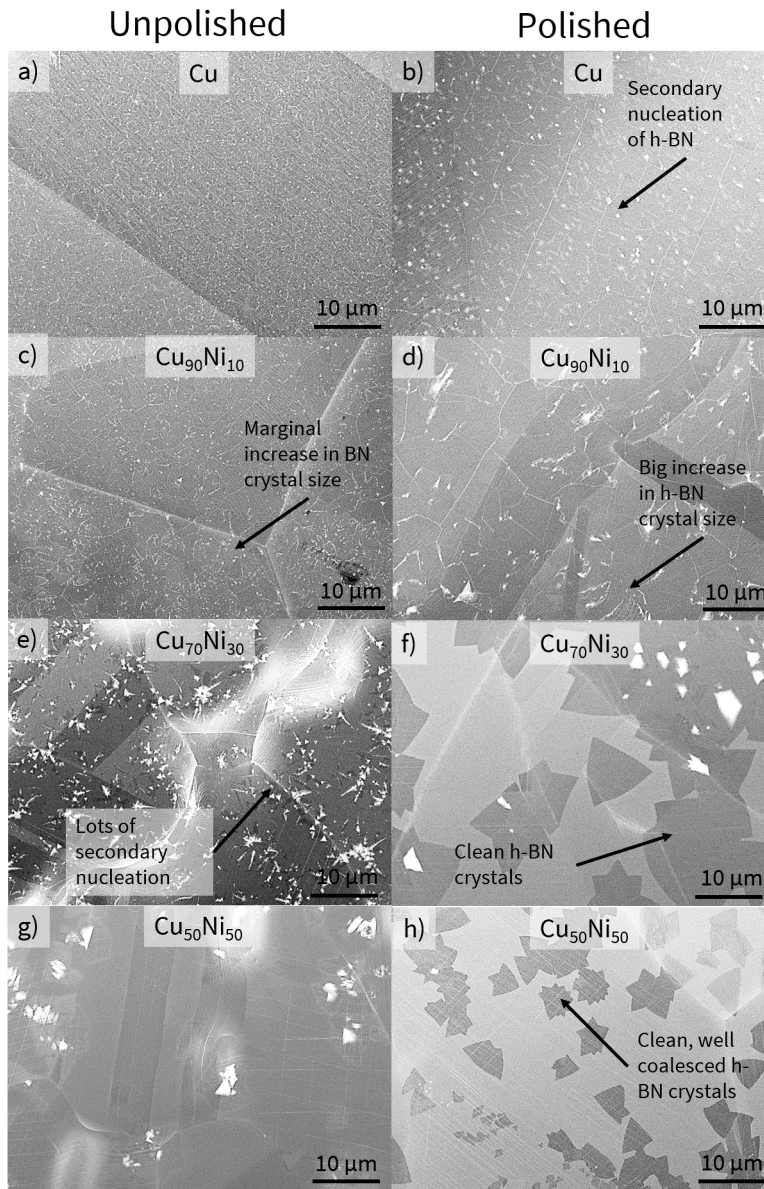 Unpolished
Polished
a)
Cu
b)
Cu
Secondary
nucleation
of h-BN
10 µm
10 µm
c)
Cu₉₀Ni₁₀
d)
Cu₉₀Ni₁₀
Marginal
increase in BN
crystal size
Big increase
in h-BN
crystal size
10 µm
10 µm
e)
Cu₇₀Ni₃₀
f)
Cu₇₀Ni₃₀
Lots of
secondary
nucleation
Clean h-BN
crystals
10 µm
10 µm
g)
Cu₅₀Ni₅₀
h)
Cu₅₀Ni₅₀
Clean, well
coalesced h-
BN crystals
10 µm
10 µm